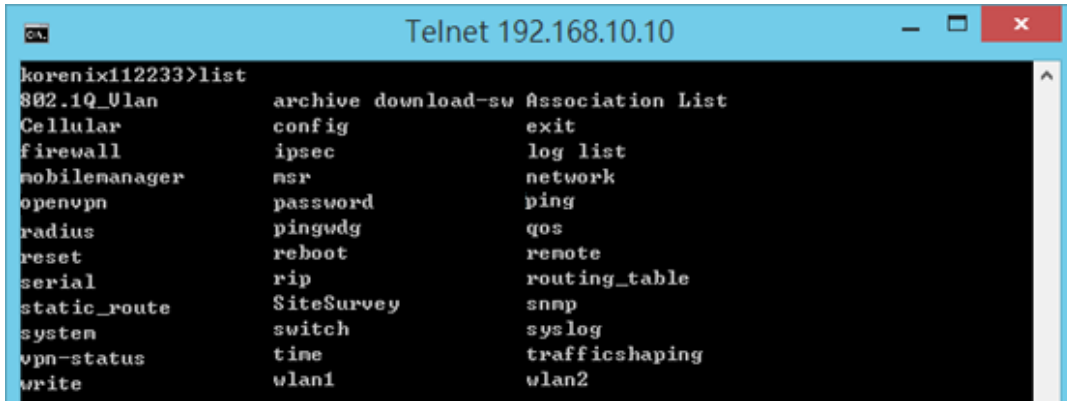 Telnet 192.168.10.10
korenix112233>list
802.1Q_Vlan archive download-sw Association List
Cellular config exit
firewall ipsec log list
mobilemanager msr network
openvpn password ping
radius pingwdg qos
reset reboot remote
serial rip routing_table
static_route SiteSurvey snmp
system switch syslog
vpn-status time trafficshaping
write wlan1 wlan2